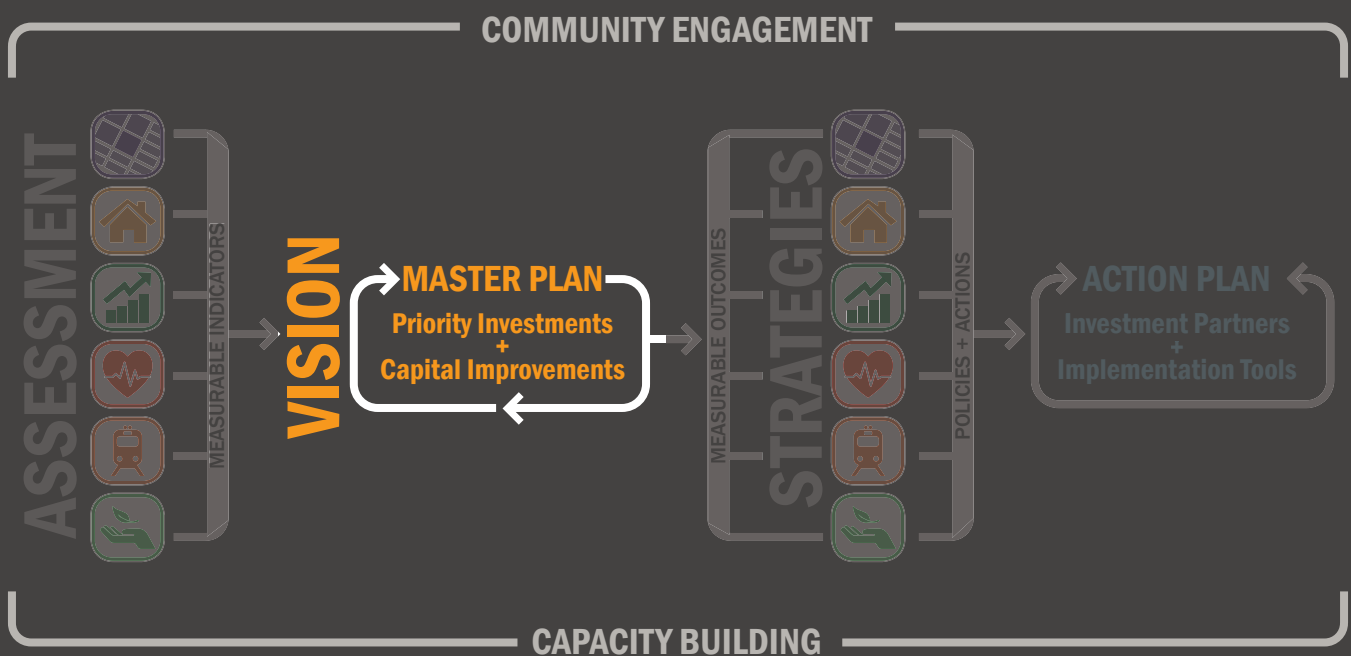 COMMUNITY ENGAGEMENT
ASSESSMENT
MEASURABLE INDICATORS
VISION
MASTER PLAN
Priority Investments
+
Capital Improvements
MEASURABLE OUTCOMES
STRATEGIES
POLICIES + ACTIONS
ACTION PLAN
Investment Partners
+
Implementation Tools
CAPACITY BUILDING